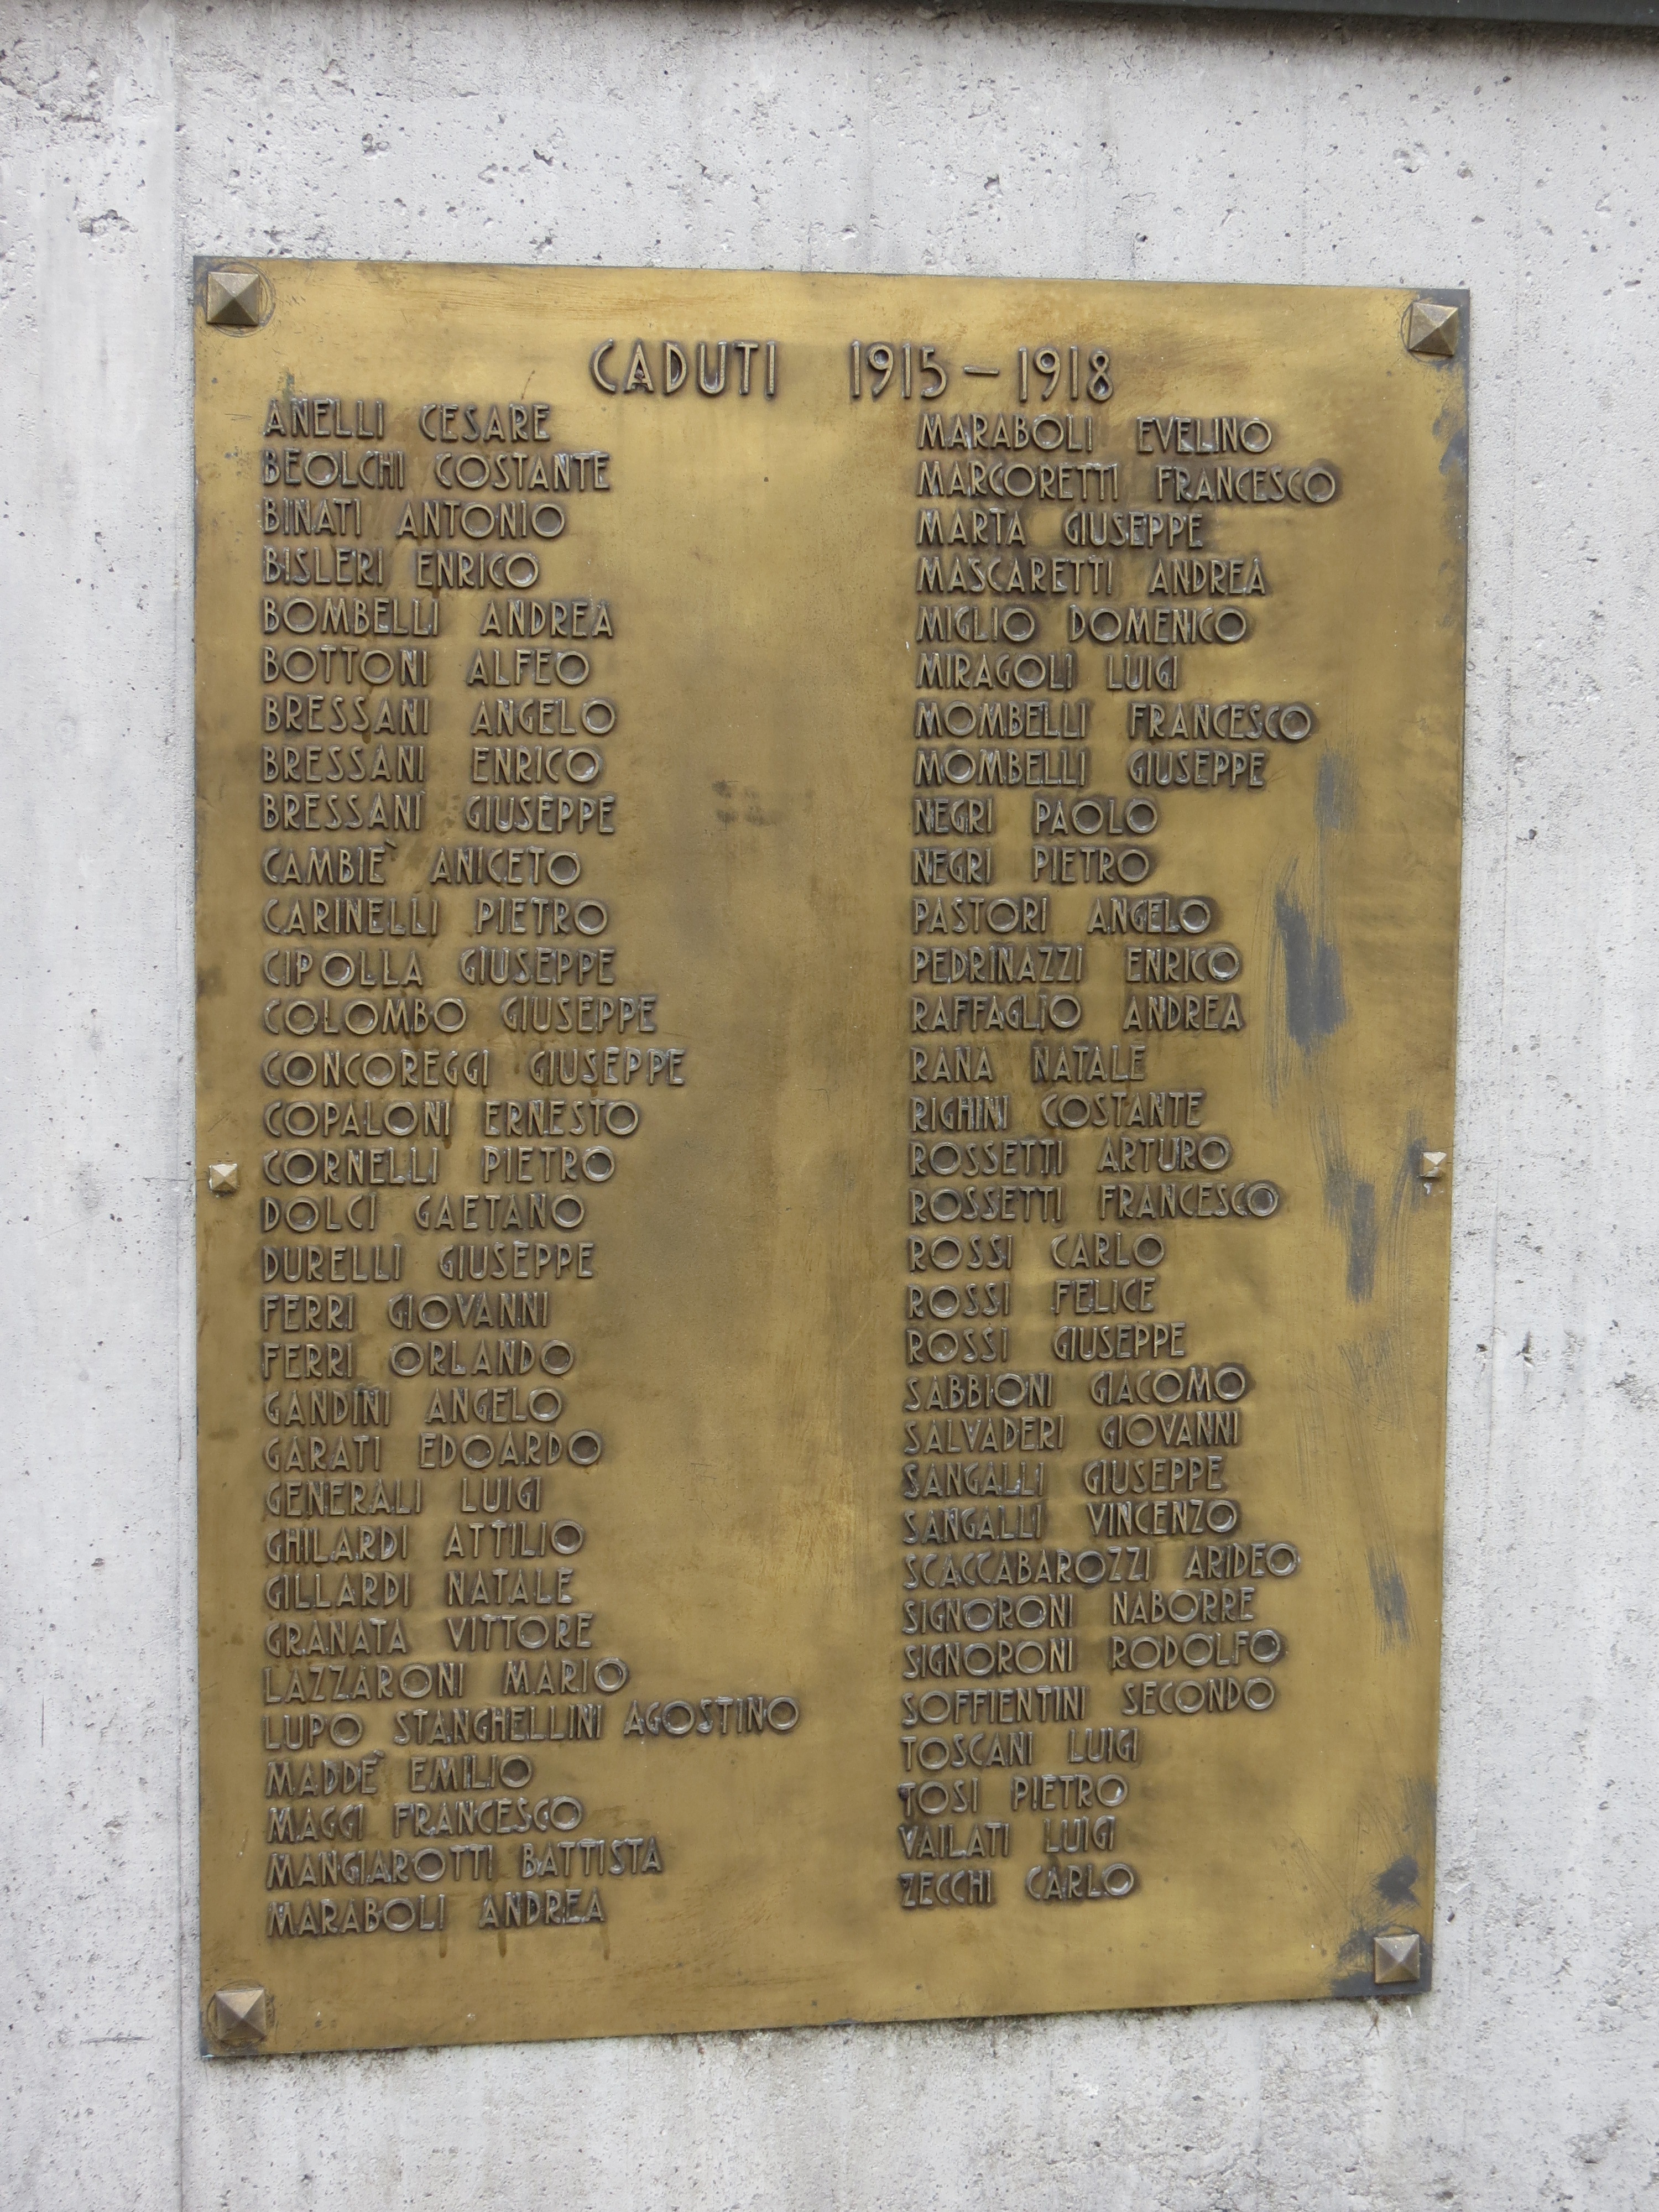 CADUTI 1915-1918
ANELLI CESARE
BEOLCHI COSTANTE
BINATI ANTONIO
BISLERI ENRICO
BOMBELLI ANDREA
BOTTONI ALFEO
BRESSANI ANGELO
BRESSANI ENRICO
BRESSANI GIUSEPPE
CAMBIE` ANICETO
CARINELLI PIETRO
CIPOLLA GIUSEPPE
COLOMBO GIUSEPPE
CONCOREGGI GIUSEPPE
COPALONI ERNESTO
CORNELLI PIETRO
DOLCI GAETANO
DURELLI GIUSEPPE
FERRI GIOVANNI
FERRI ORLANDO
GANDINI ANGELO
GARATI EDOARDO
GENERALI LUIGI
GHILARDI ATTILIO
GILLARDI NATALE
GRANATA VITTORE
LAZZARONI MARIO
LUPO STANGHELLINI AGOSTINO
MADDE` EMILIO
MAGGI FRANCESCO
MANGIAROTTI BATTISTA
MARABOLI ANDREA
MARABOLI EVELINO
MARCORETTI FRANCESCO
MARTA GIUSEPPE
MASCARETTI ANDREA
MIGLIO DOMENICO
MIRAGOLI LUIGI
MOMBELLI FRANCESCO
MOMBELLI GIUSEPPE
NEGRI PAOLO
NEGRI PIETRO
PASTORI ANGELO
PEDRINAZZI ENRICO
RAFFAGLIO ANDREA
RANA NATALE
RIGHINI COSTANTE
ROSSETTI ARTURO
ROSSETTI FRANCESCO
ROSSI CARLO
ROSSI FELICE
ROSSI GIUSEPPE
SABBIONI GIACOMO
SALVADERI GIOVANNI
SANGALLI GIUSEPPE
SANGALLI VINCENZO
SCACCABAROZZI ARIDEO
SIGNORONI NABORRE
SIGNORONI RODOLFO
SOFFIENTINI SECONDO
TOSCANI LUIGI
TOSI PIETRO
VAILATI LUIGI
ZECCHI CARLO